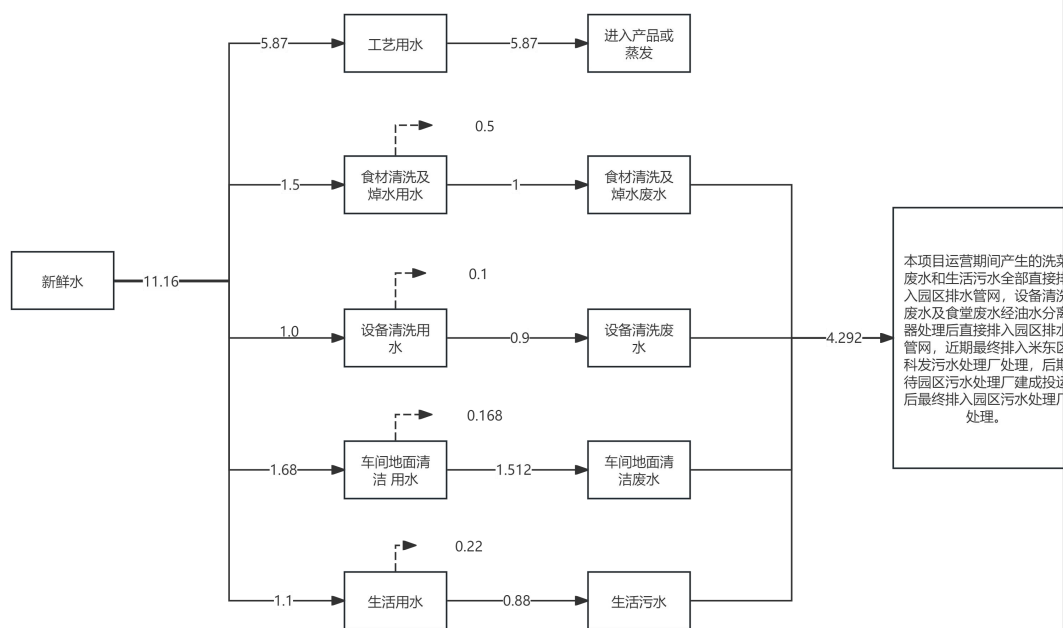 5.87
工艺用水
5.87
进入产品或
蒸发
0.5
1.5
食材清洗及
焯水用水
1
食材清洗及
焯水废水
新鲜水
11.16
0.1
1.0
设备清洗用
水
0.9
设备清洗废
水
4.292
本项目运营期间产生的洗菜
废水和生活污水全部直接排
入园区排水管网，设备清洗
废水及食堂废水经油水分离
器处理后直接排入园区排水
管网，近期最终排入米东区
科发污水处理厂处理，后期
待园区污水处理厂建成投运
后最终排入园区污水处理厂
处理。
0.168
1.68
车间地面清
洁 用水
1.512
车间地面清
洁废水
0.22
1.1
生活用水
0.88
生活污水